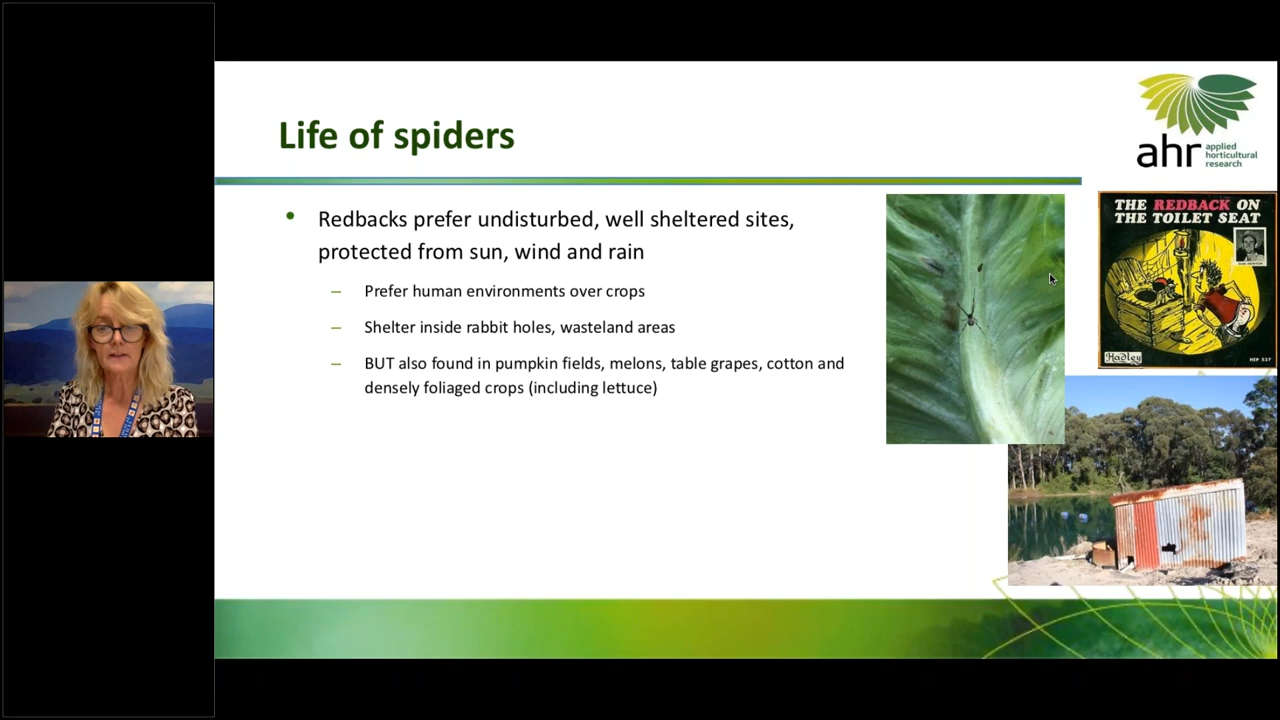 Life of spiders
ahr applied
horticultural
research
Redbacks prefer undisturbed, well sheltered sites,
protected from sun, wind and rain
– Prefer human environments over crops
– Shelter inside rabbit holes, wasteland areas
– BUT also found in pumpkin fields, melons, table grapes, cotton and
densely foliaged crops (including lettuce)
THE REDBACK ON
THE TOILET SEAT
Hadley